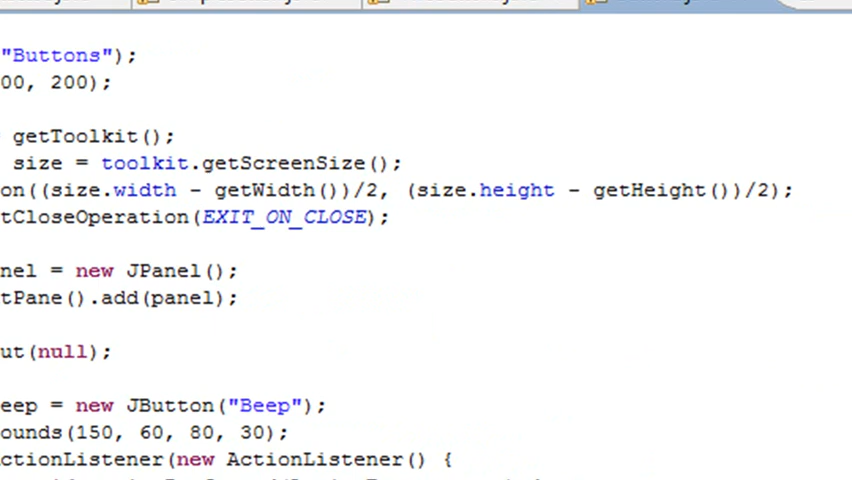 "Buttons");
00, 200);
getToolkit();
size = toolkit.getScreenSize();
on((size.width - getWidth())/2, (size.height - getHeight())/2);
tCloseOperation(EXIT_ON_CLOSE);
nel = new JPanel();
tPane().add(panel);
ut(null);
eep = new JButton("Beep");
ounds(150, 60, 80, 30);
ctionListener(new ActionListener() {